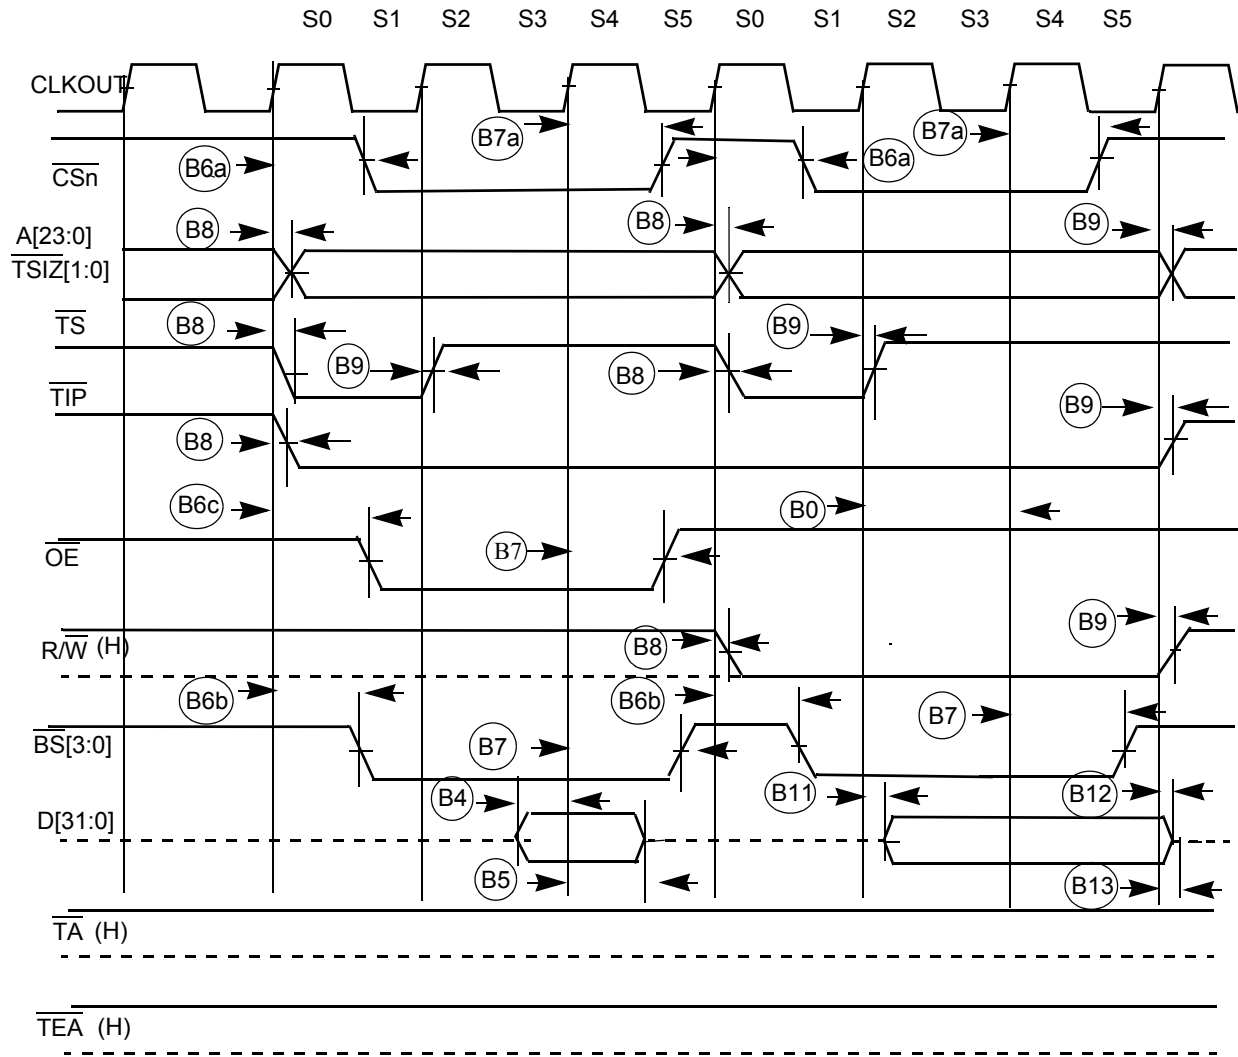 S0 S1 S2 S3 S4 S5 S0 S1 S2 S3 S4 S5
CLKOUT
B7a B7a
B6a B6a
CSn
B8 B8 B9
A[23:0]
TSIZ[1:0]
TS
B8 B9
B9 B8
TIP
B9
B8
B6c B0
B7
OE
B9
R/W (H)
B8
B6b B6b
B7
BS[3:0]
B7
B4 B11 B12
D[31:0]
B5 B13
TA (H)
TEA (H)